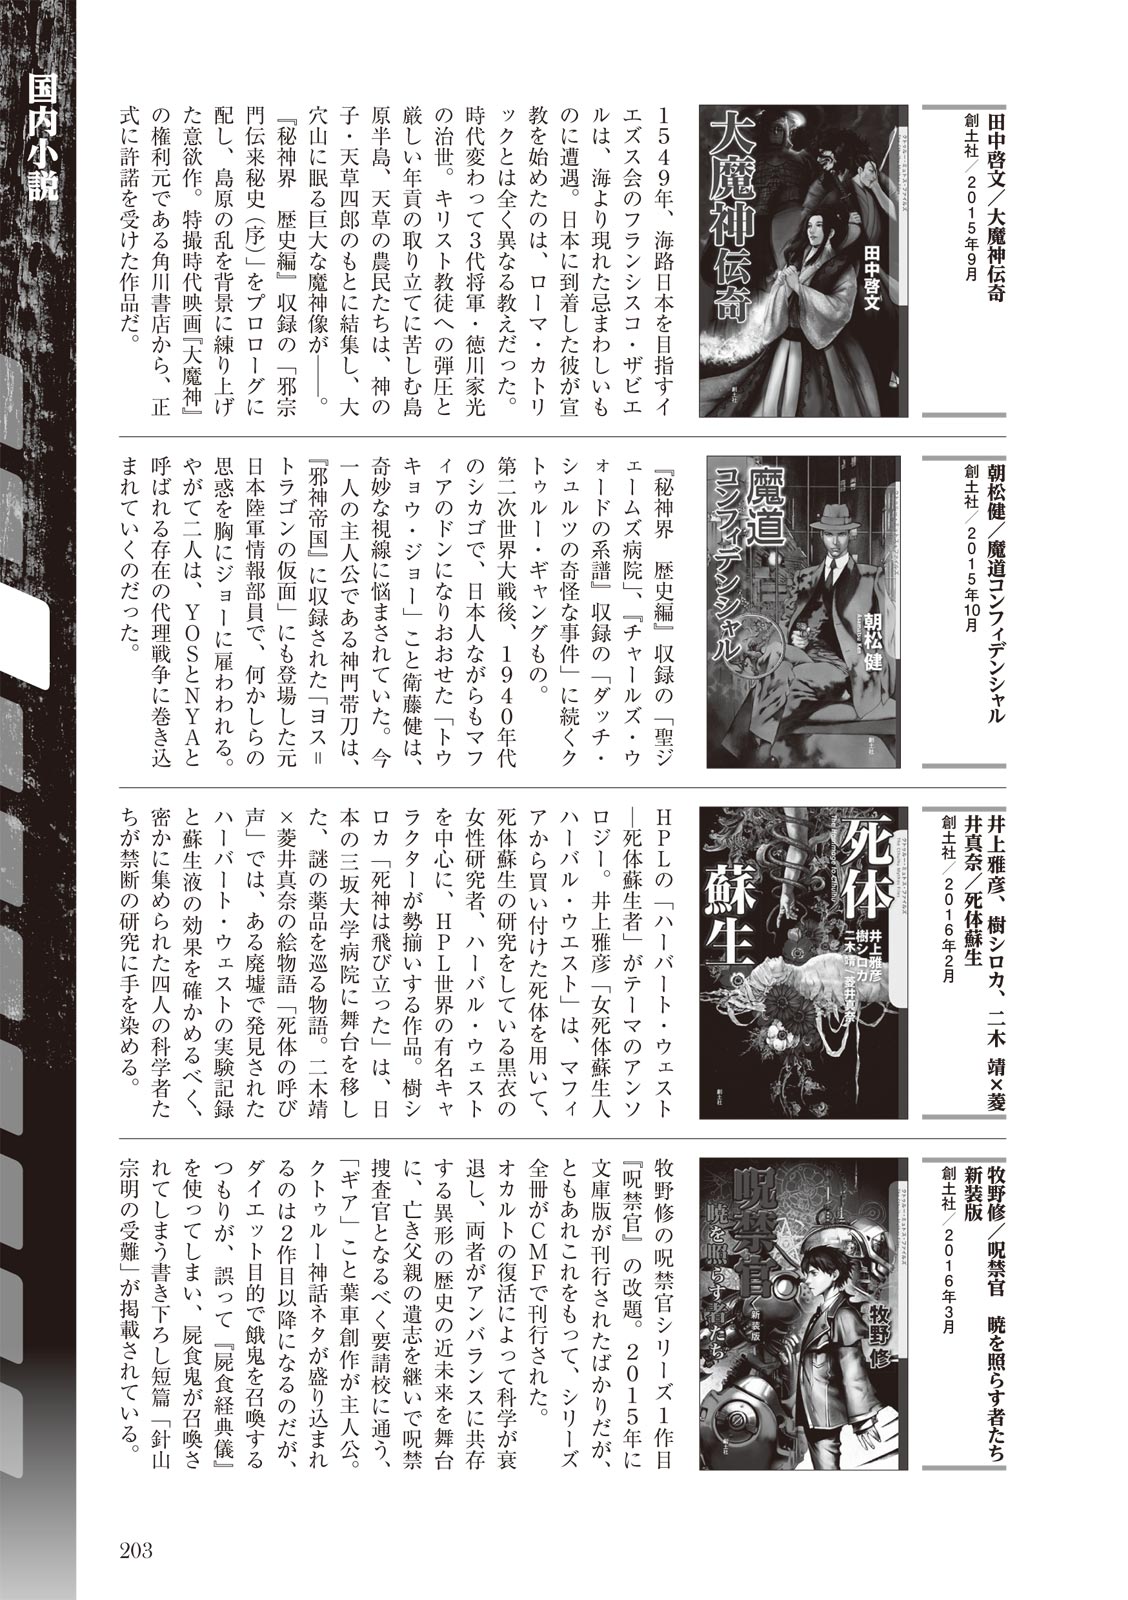 国内小説
田中啓文／大魔神伝奇
創土社／2015年9月
大魔神伝奇
田中啓文
創土社
1549年、海路日本を目指すイ
エズス会のフランシスコ・ザビエ
ルは、海より現れた忌まわしいも
のに遭遇。日本に到着した彼が宣
教を始めたのは、ローマ・カトリ
ックとは全く異なる教えだった。
時代変わって3代将軍・徳川家光
の治世。キリスト教徒への弾圧と
厳しい年貢の取り立てに苦しむ島
原半島、天草の農民たちは、神の
子・天草四郎のもとに結集し、大
穴山に眠る巨大な魔神像が――。
『秘神界　歴史編』収録の「邪宗
門伝来秘史（序）」をプロローグに
配し、島原の乱を背景に練り上げ
た意欲作。特撮時代映画『大魔神』
の権利元である角川書店から、正
式に許諾を受けた作品だ。
朝松健／魔道コンフィデンシャル
創土社／2015年10月
魔道
コンフィデンシャル
朝松 健
創土社
『秘神界　歴史編』収録の「聖ジ
ェームズ病院」、『チャールズ・ウ
ォードの系譜』収録の「ダッチ・
シュルツの奇怪な事件」に続くク
トゥルー・ギャングもの。
第二次世界大戦後、1940年代
のシカゴで、日本人ながらもマフ
ィアのドンになりおおせた「トウ
キョウ・ジョー」こと衛藤健は、
奇妙な視線に悩まされていた。今
一人の主人公である神門帯刀は、
『邪神帝国』に収録された「ヨス＝
トラゴンの仮面」にも登場した元
日本陸軍情報部員で、何かしらの
思惑を胸にジョーに雇われる。
やがて二人は、YOSとNYAと
呼ばれる存在の代理戦争に巻き込
まれていくのだった。
井上雅彦、樹シロカ、二木 靖×菱
井真奈／死体蘇生
創土社／2016年2月
死体
蘇生。
井上雅彦
樹シロカ
二木靖／菱井真奈
創土社
HPLの「ハーバート・ウェスト
―死体蘇生者」がテーマのアンソ
ロジー。井上雅彦「女死体蘇生人
ハーバル・ウエスト」は、マフィ
アから買い付けた死体を用いて、
死体蘇生の研究をしている黒衣の
女性研究者、ハーバル・ウェスト
を中心に、HPL世界の有名キャ
ラクターが勢揃いする作品。樹シ
ロカ「死神は飛び立った」は、日
本の三坂大学病院に舞台を移し
た、謎の薬品を巡る物語。二木靖
×菱井真奈の絵物語「死体の呼び
声」では、ある廃墟で発見された
ハーバート・ウェストの実験記録
と蘇生液の効果を確かめるべく、
密かに集められた四人の科学者た
ちが禁断の研究に手を染める。
牧野修／呪禁官　暁を照らす者たち
新装版
創土社／2016年3月
呪禁官
暁を照らす者たち
新装版
牧野 修
創土社
牧野修の呪禁官シリーズ1作目
『呪禁官』の改題。2015年に
文庫版が刊行されたばかりだが、
ともあれこれをもって、シリーズ
全冊がCMFで刊行された。
オカルトの復活によって科学が衰
退し、両者がアンバランスに共存
する異形の歴史の近未来を舞台
に、亡き父親の遺志を継いで呪禁
捜査官となるべく要請校に通う、
「ギア」こと葉車創作が主人公。
クトゥルー神話ネタが盛り込まれ
るのは2作目以降になるのだが、
ダイエット目的で餓鬼を召喚する
つもりが、誤って『屍食経典儀』
を使ってしまい、屍食鬼が召喚さ
れてしまう書き下ろし短篇「針山
宗明の受難」が掲載されている。
203